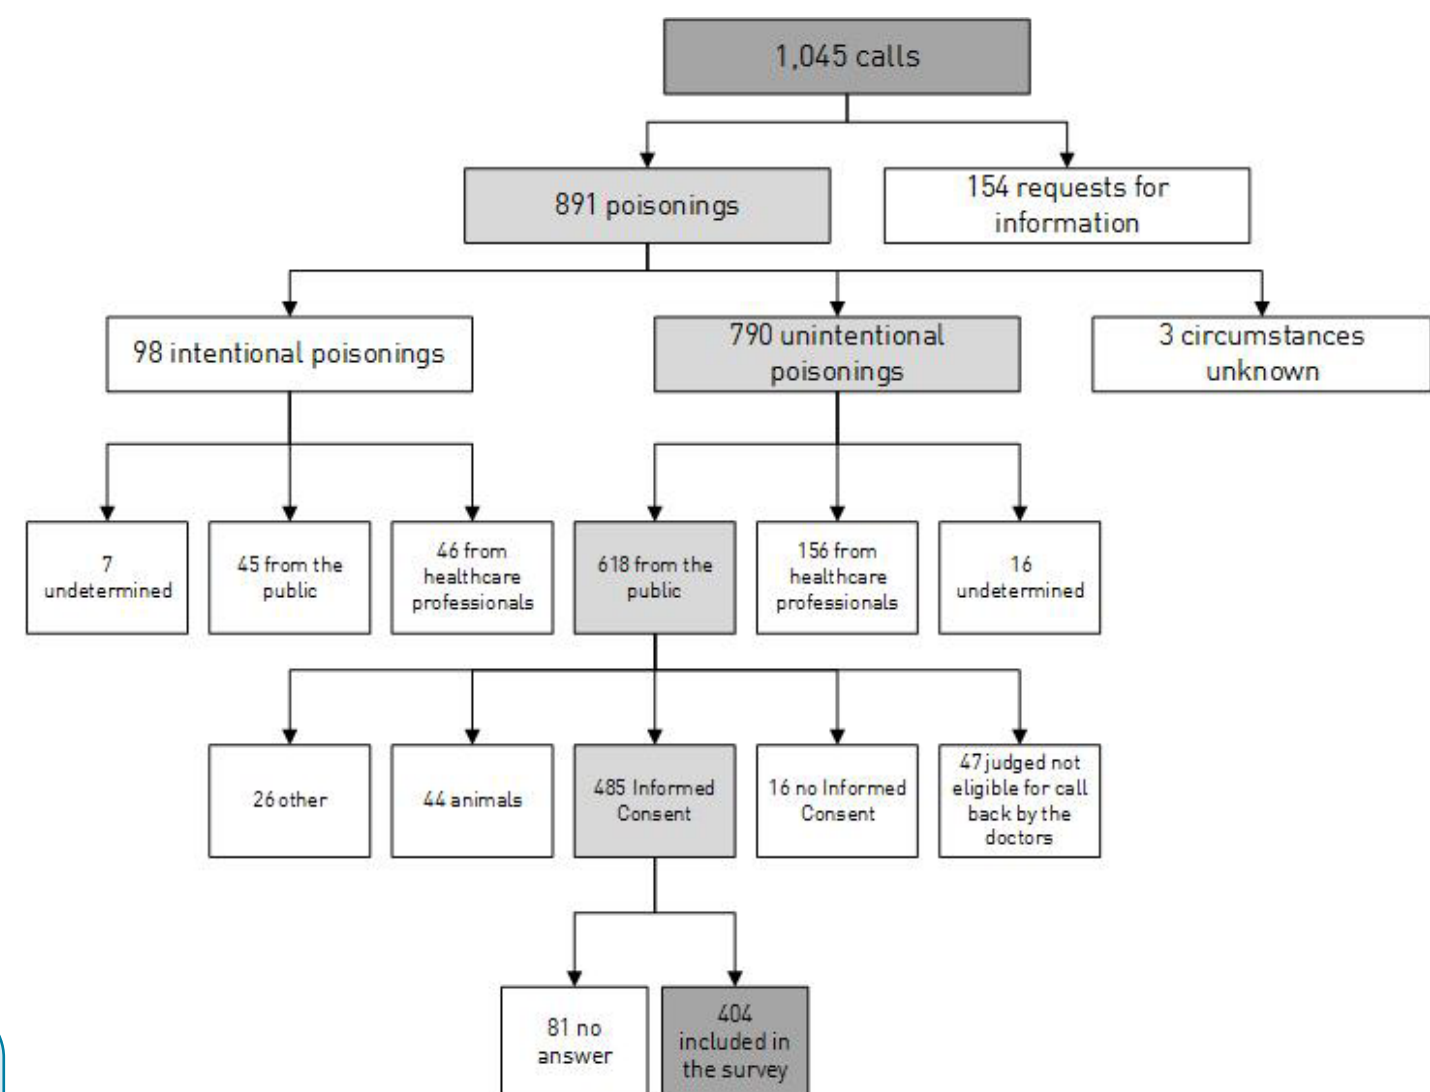 1,045 calls
891 poisonings
154 requests for
information
98 intentional poisonings
790 unintentional
poisonings
3 circumstances
unknown
7
undetermined
45 from the
public
46 from
healthcare
professionals
618 from the
public
156 from
healthcare
professionals
16
undetermined
26 other
44 animals
485 Informed
Consent
16 no Informed
Consent
47 judged not
eligible for call
back by the
doctors
81 no
answer
404
included in
the survey